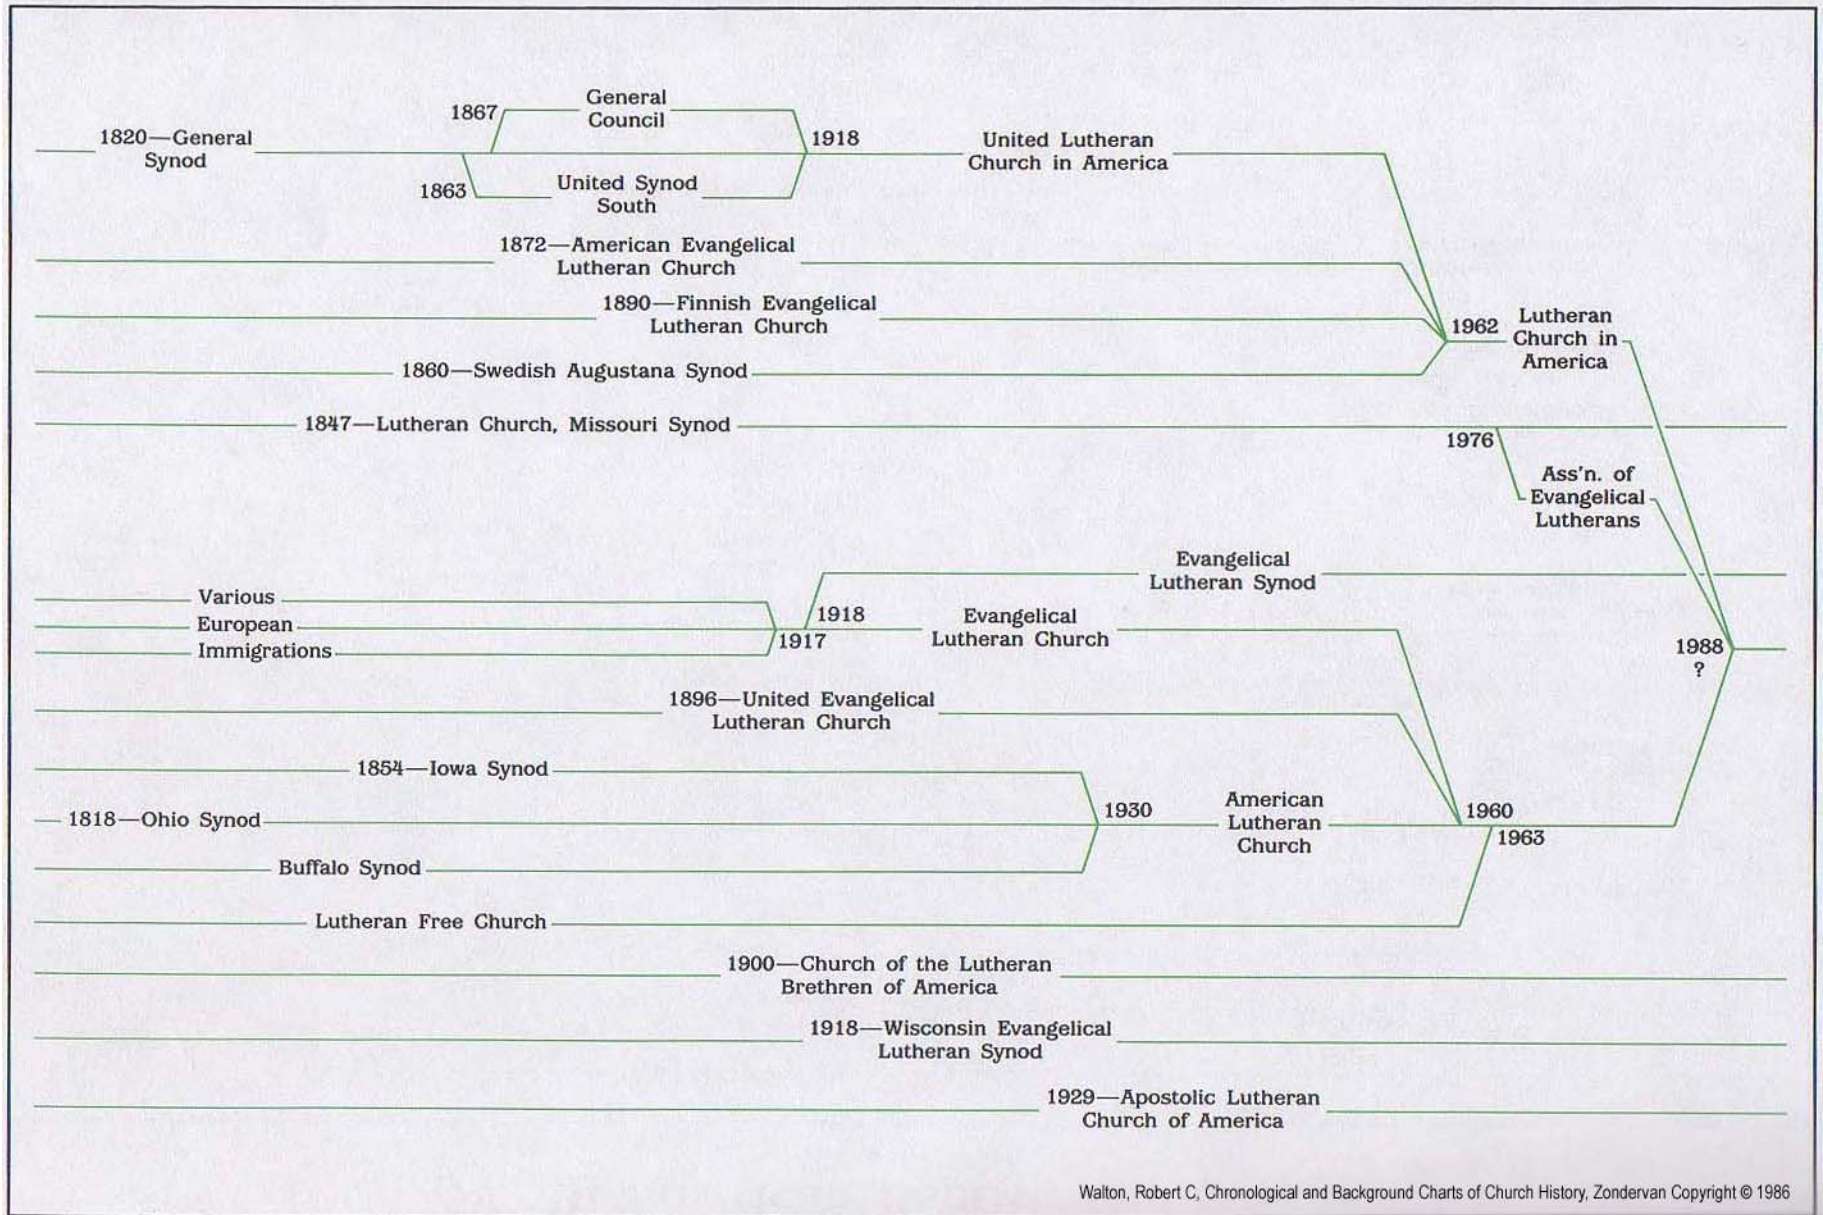 General
Council
1867
1820—General
Synod
1918
United Lutheran
Church in America
1863
United Synod
South
1872—American Evangelical
Lutheran Church
1890—Finnish Evangelical
Lutheran Church
1962
Lutheran
Church in
America
1860—Swedish Augustana Synod
1847—Lutheran Church, Missouri Synod
1976
Ass'n. of
Evangelical
Lutherans
Evangelical
Lutheran Synod
Various
European
Immigrations
1918
1917
Evangelical
Lutheran Church
1988
?
1896—United Evangelical
Lutheran Church
1854—Iowa Synod
1818—Ohio Synod
1930
American
Lutheran
Church
1960
1963
Buffalo Synod
Lutheran Free Church
1900—Church of the Lutheran
Brethren of America
1918—Wisconsin Evangelical
Lutheran Synod
1929—Apostolic Lutheran
Church of America
Walton, Robert C, Chronological and Background Charts of Church History, Zondervan Copyright © 1986